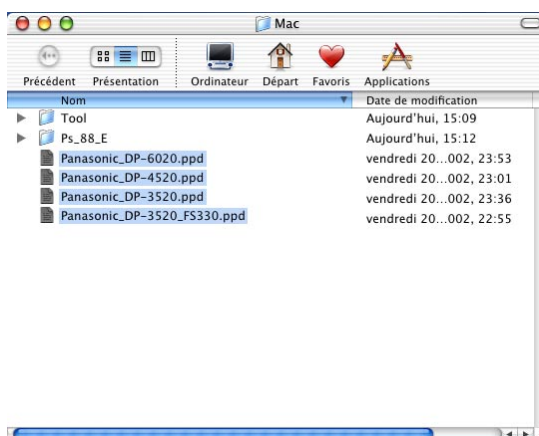 Mac
Précédent Présentation Ordinateur Départ Favoris Applications
Nom Date de modification
Tool Aujourd'hui, 15:09
Ps_88_E Aujourd'hui, 15:12
Panasonic_DP-6020.ppd vendredi 20...002, 23:53
Panasonic_DP-4520.ppd vendredi 20...002, 23:01
Panasonic_DP-3520.ppd vendredi 20...002, 23:36
Panasonic_DP-3520_FS330.ppd vendredi 20...002, 22:55